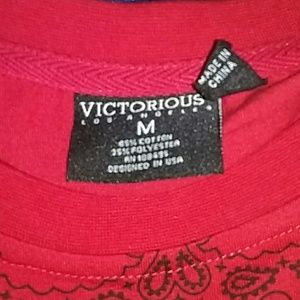 VICTORIOUS
LOS ANGELES
M
65% COTTON
35% POLYESTER
DESIGNED IN USA
MADE IN
CHINA